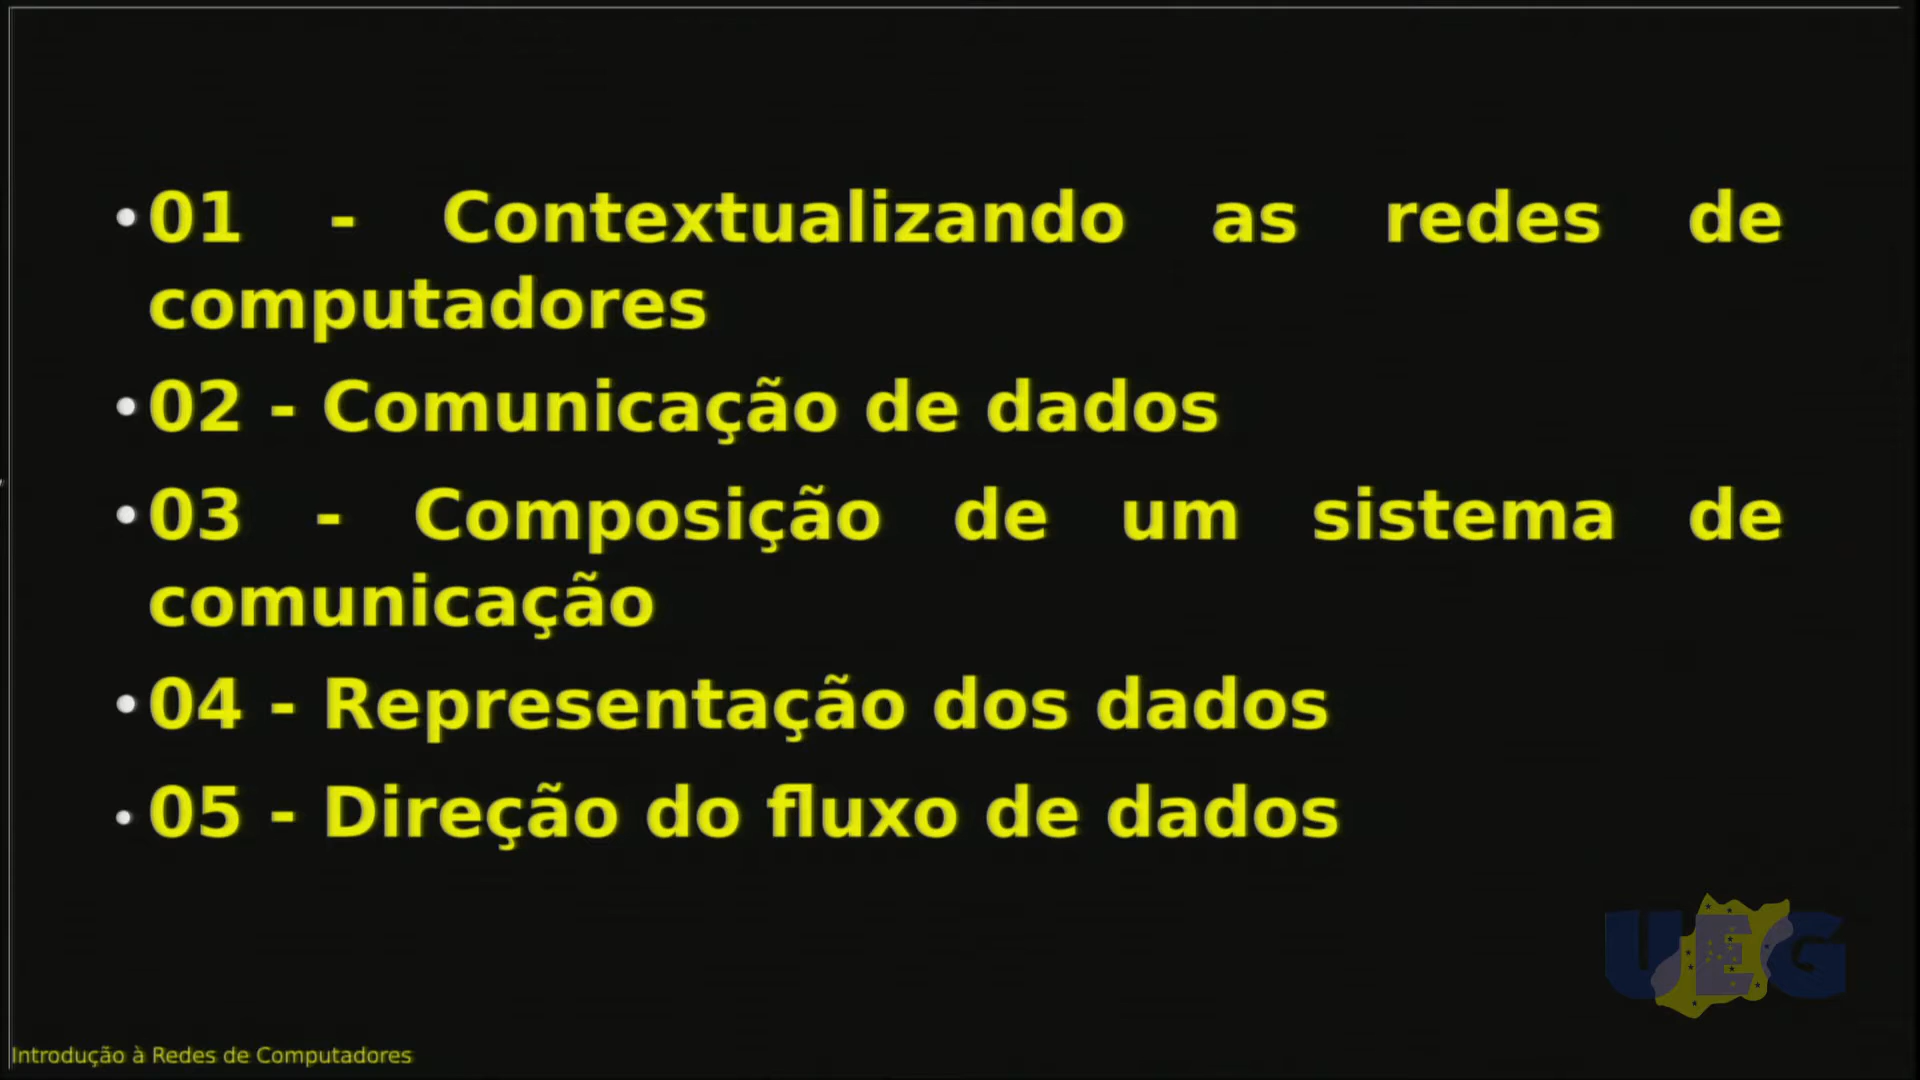 • 01 - Contextualizando as redes de
computadores
• 02 - Comunicação de dados
• 03 - Composição de um sistema de
comunicação
• 04 - Representação dos dados
• 05 - Direção do fluxo de dados
UEG
Introdução à Redes de Computadores